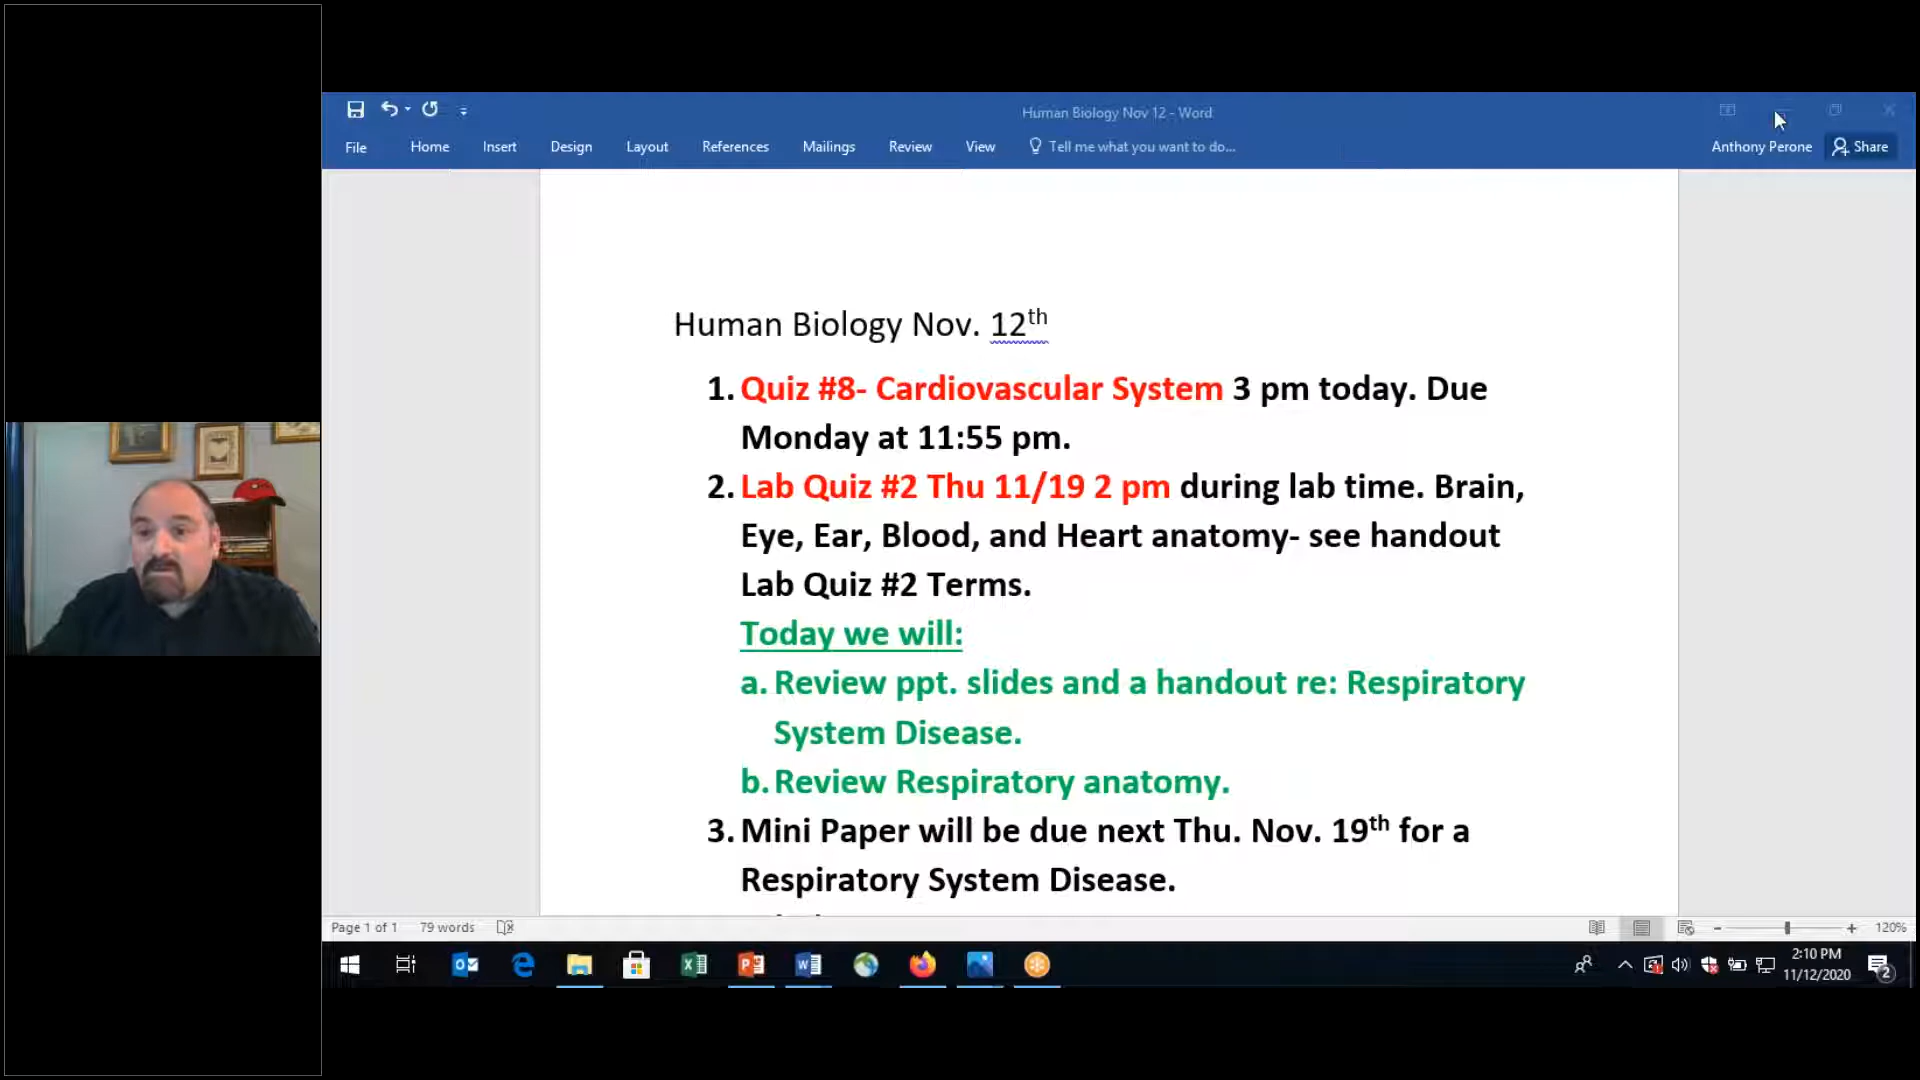 Human Biology Nov 12 - Word
File Home Insert Design Layout References Mailings Review View Tell me what you want to do... Anthony Perone Share
Human Biology Nov. 12th
1. Quiz #8- Cardiovascular System 3 pm today. Due
Monday at 11:55 pm.
2. Lab Quiz #2 Thu 11/19 2 pm during lab time. Brain,
Eye, Ear, Blood, and Heart anatomy- see handout
Lab Quiz #2 Terms.
Today we will:
a. Review ppt. slides and a handout re: Respiratory
System Disease.
b. Review Respiratory anatomy.
3. Mini Paper will be due next Thu. Nov. 19th for a
Respiratory System Disease.
Page 1 of 1 79 words 120%
2:10 PM
11/12/2020
2